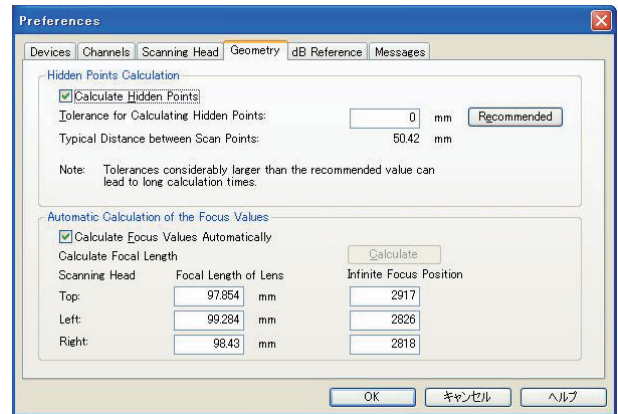 Preferences
Devices Channels Scanning Head Geometry dB Reference Messages
Hidden Points Calculation
Calculate Hidden Points
Tolerance for Calculating Hidden Points: 0 mm Recommended
Typical Distance between Scan Points: 50.42 mm
Note: Tolerances considerably larger than the recommended value can
lead to long calculation times.
Automatic Calculation of the Focus Values
Calculate Focus Values Automatically
Calculate Focal Length Calculate
Scanning Head Focal Length of Lens Infinite Focus Position
Top: 97.854 mm 2917
Left: 99.284 mm 2826
Right: 98.43 mm 2818
OK キャンセル ヘルプ